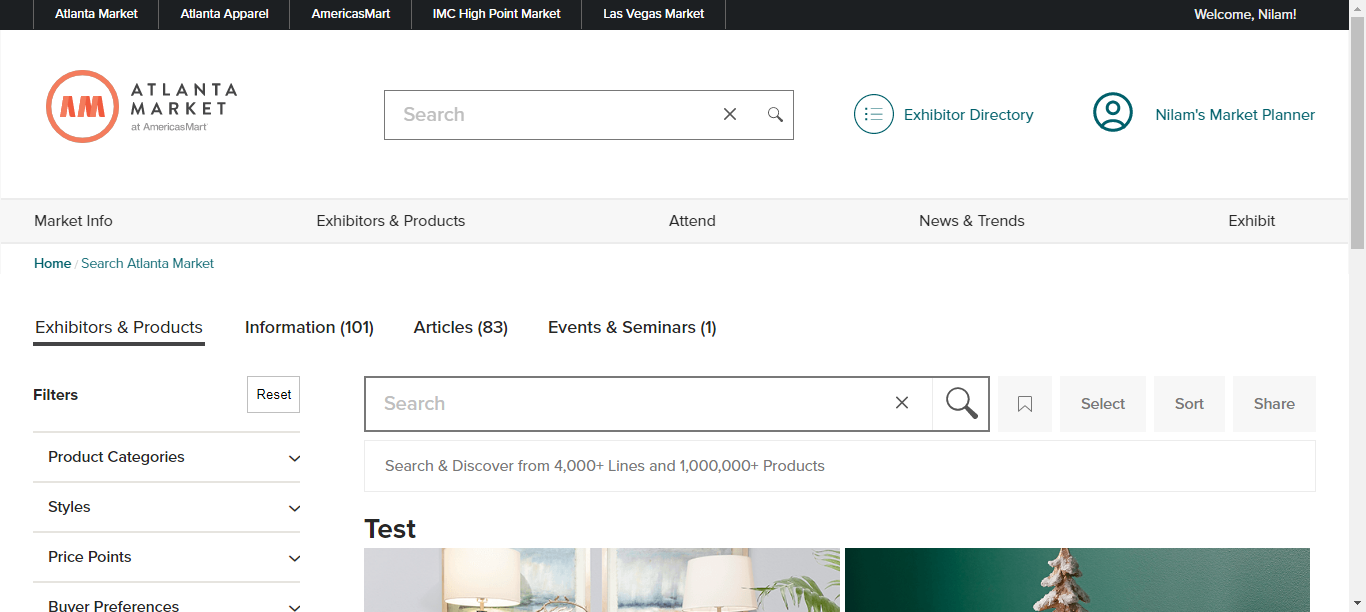 Atlanta Market
Atlanta Apparel
AmericasMart
IMC High Point Market
Las Vegas Market
Welcome, Nilam!
AM
ATLANTA
MARKET
at AmericasMart
Search
Exhibitor Directory
Nilam's Market Planner
Market Info
Exhibitors & Products
Attend
News & Trends
Exhibit
Home / Search Atlanta Market
Exhibitors & Products
Information (101)
Articles (83)
Events & Seminars (1)
Filters
Reset
Search
Select
Sort
Share
Product Categories
Search & Discover from 4,000+ Lines and 1,000,000+ Products
Styles
Test
Price Points
Buyer Preferences